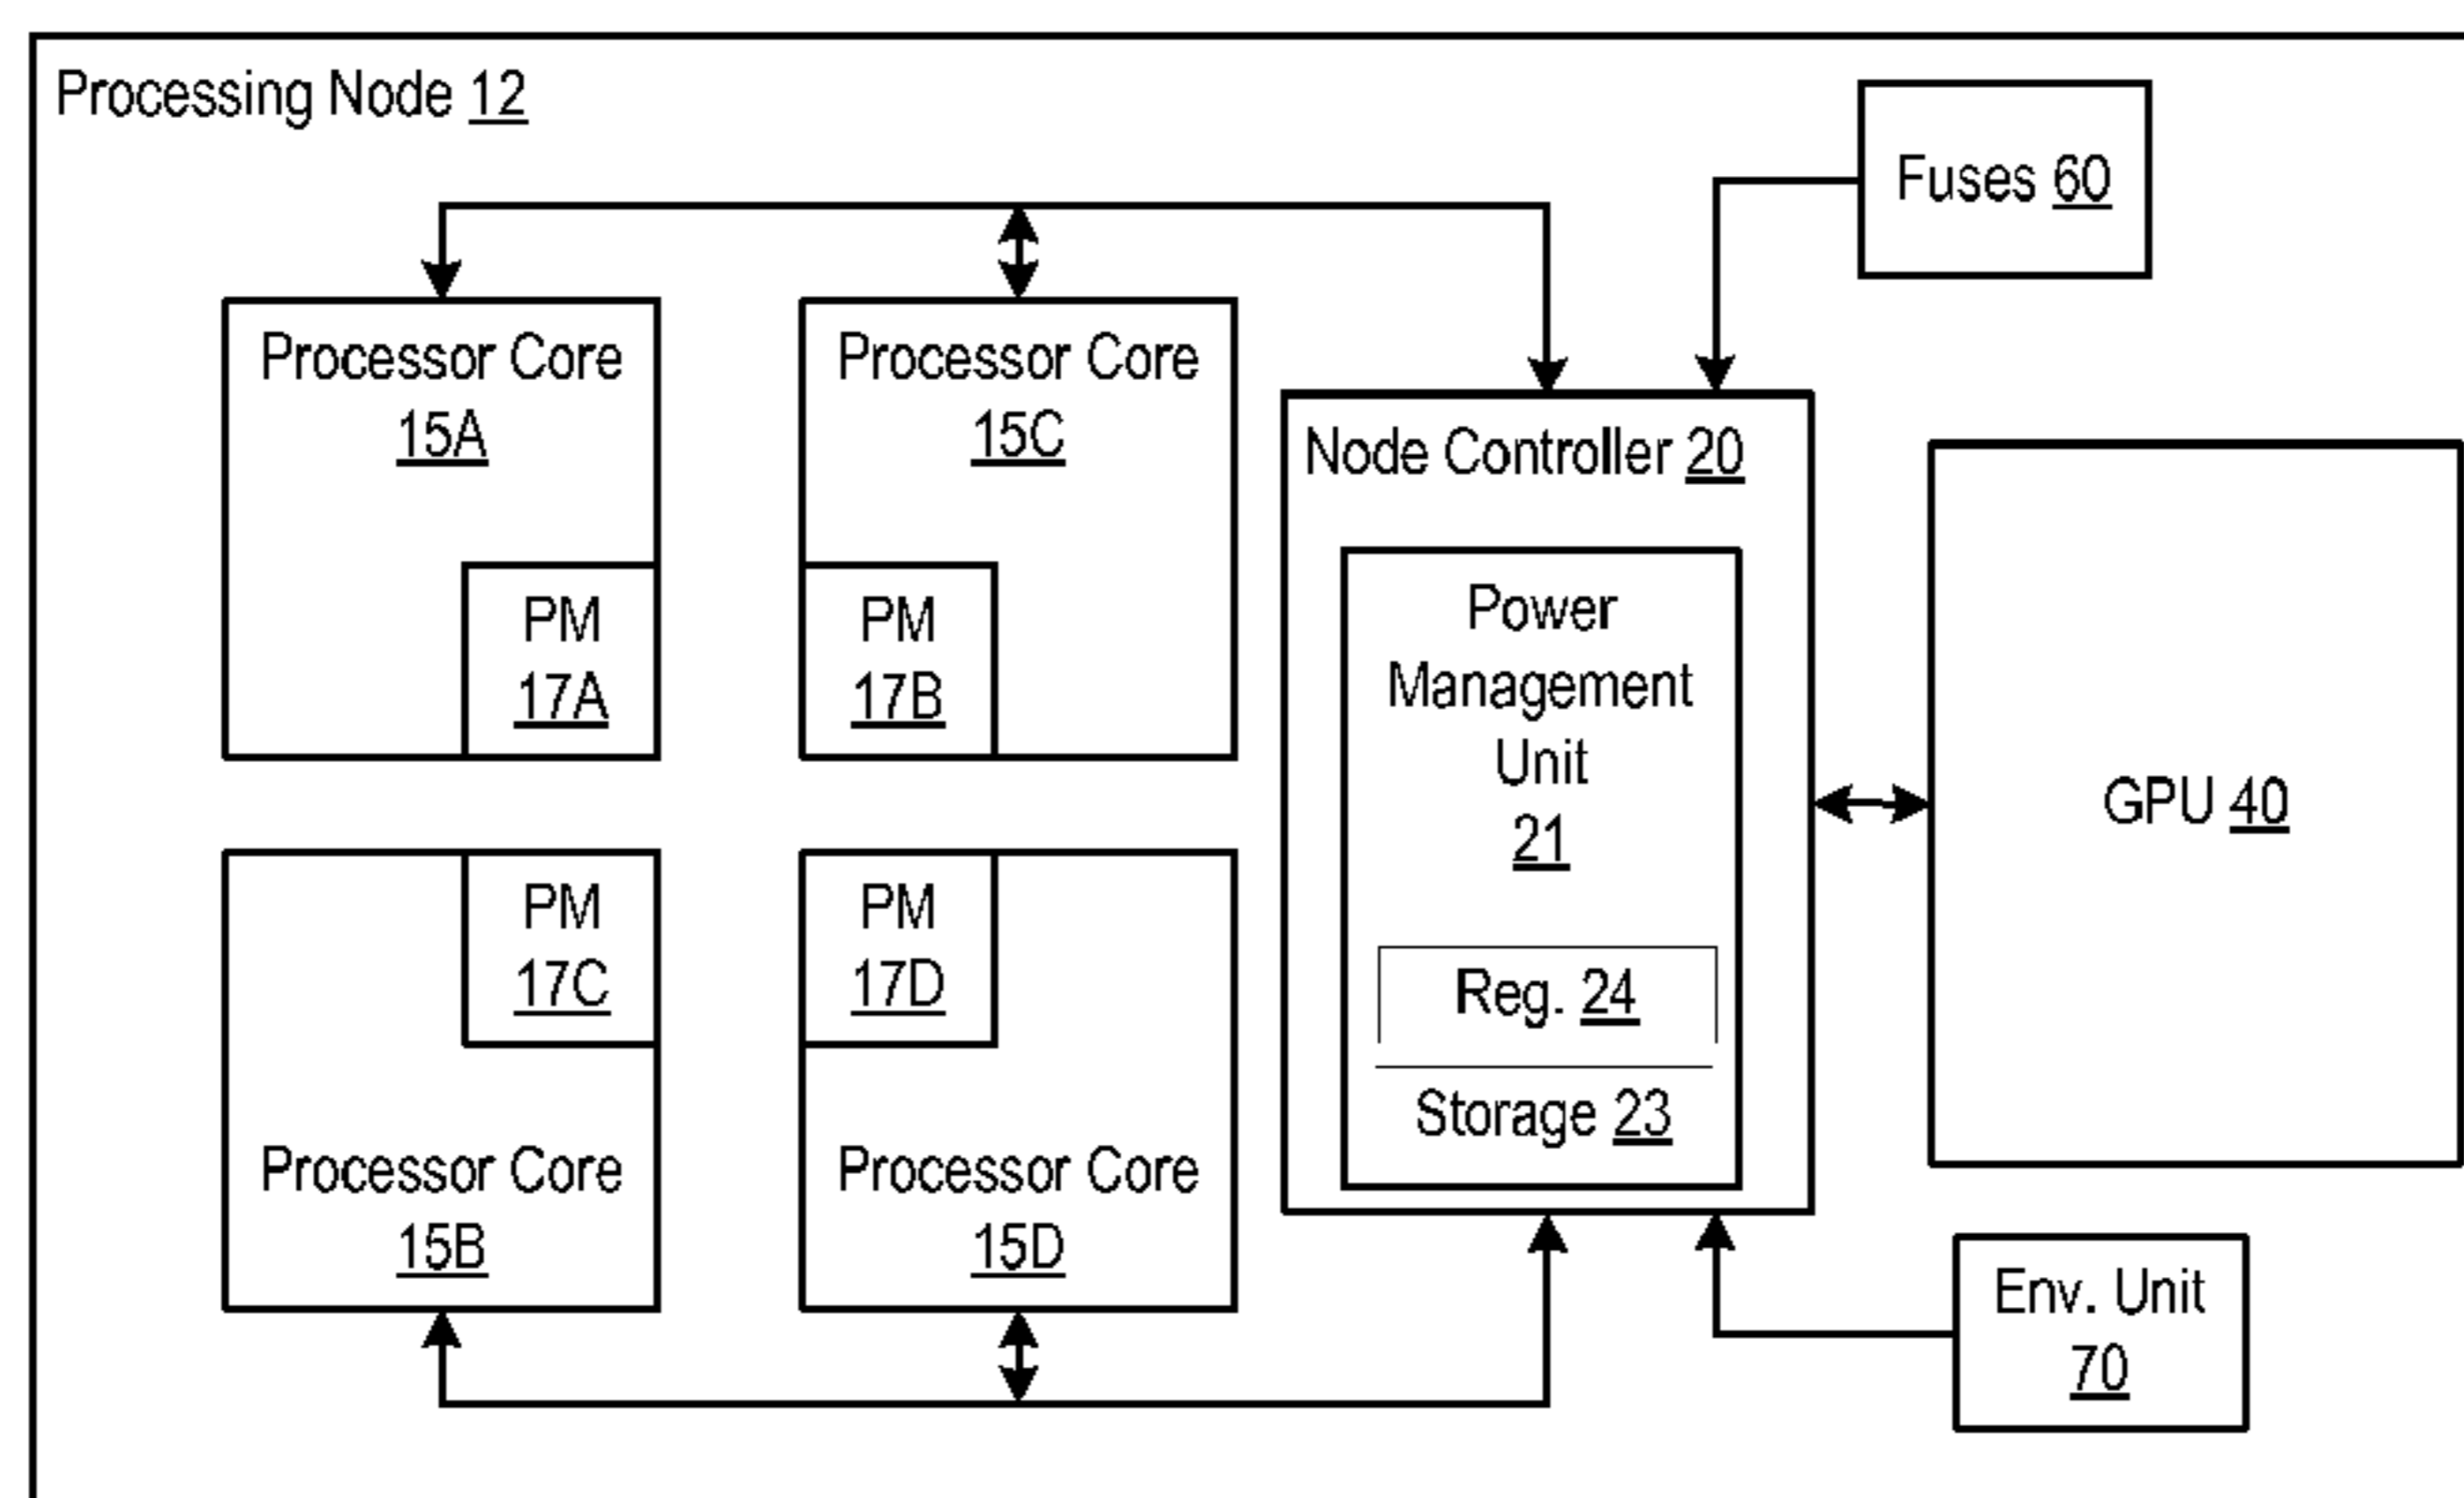 Processing Node 12
Fuses 60
Processor Core
15A
PM
17A
Processor Core
15C
PM
17B
Node Controller 20
Power
Management
Unit
21
Reg. 24
Storage 23
GPU 40
PM
17C
Processor Core
15B
PM
17D
Processor Core
15D
Env. Unit
70